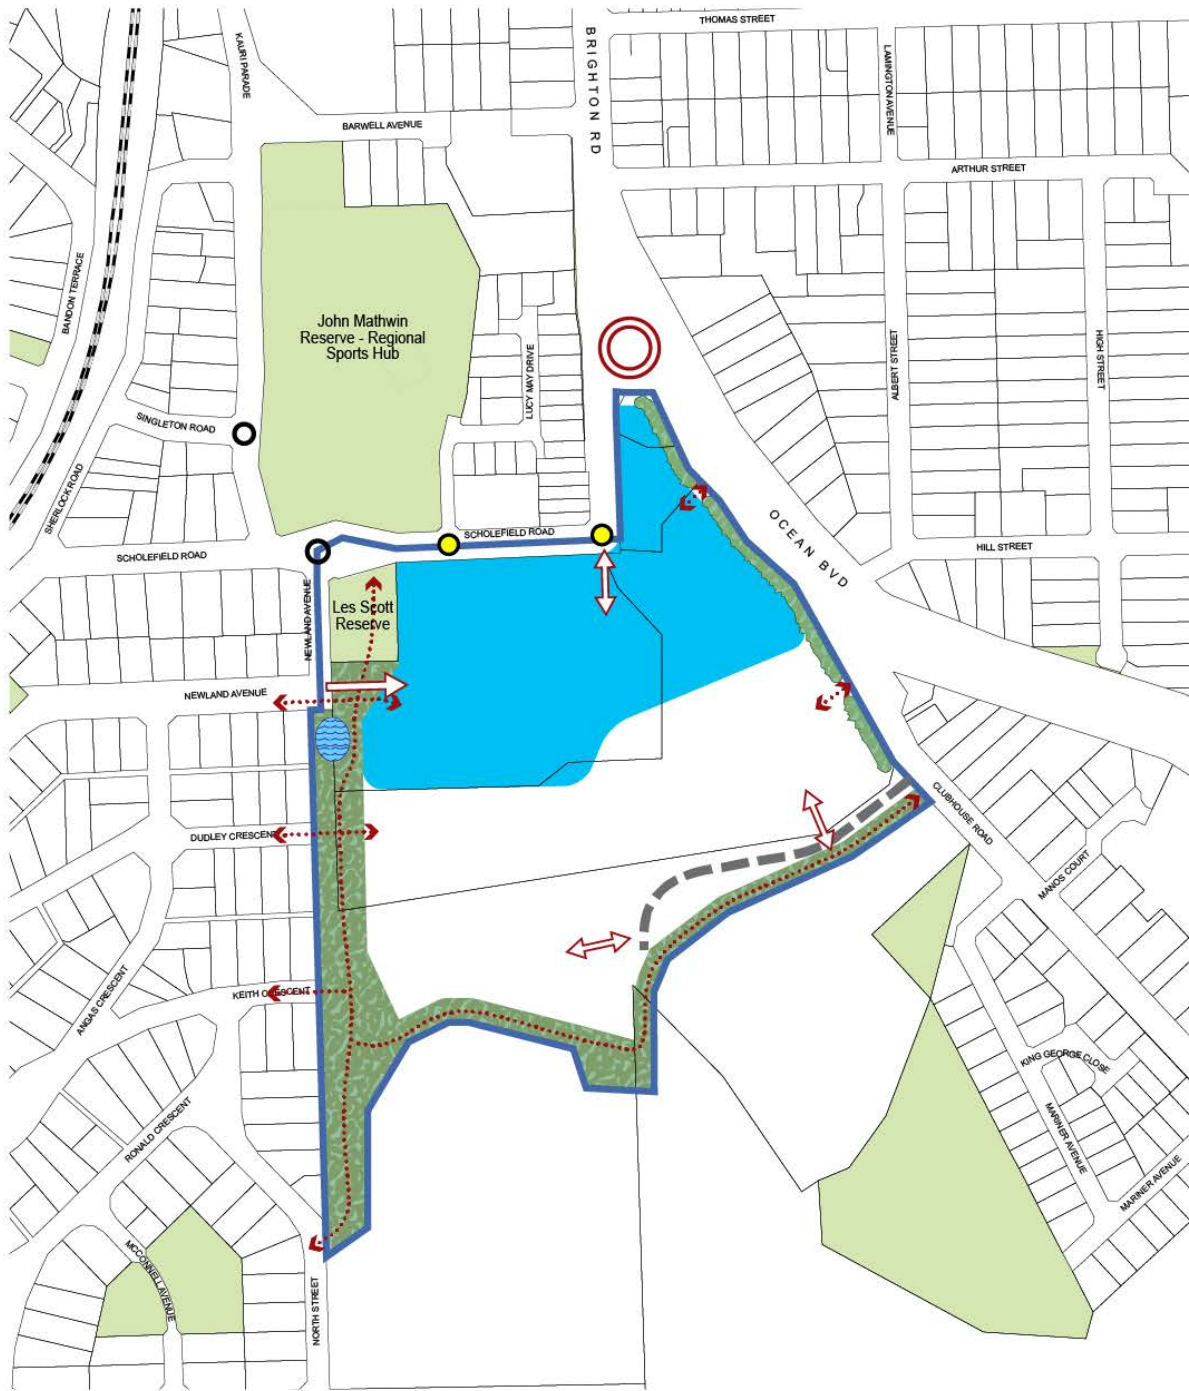 THOMAS STREET
KAURI PARADE
BRIGHTON RD
LAMINGTON AVENUE
BARWELL AVENUE
ARTHUR STREET
BANDON TERRACE
John Mathwin
Reserve - Regional
Sports Hub
LUCY MAY DRIVE
ALBERT STREET
HIGH STREET
SINGLETON ROAD
SHERLOCK ROAD
SCHOLEFIELD ROAD
SCHOLEFIELD ROAD
OCEAN BVD
HILL STREET
NEWLAND AVENUE
Les Scott
Reserve
NEWLAND AVENUE
CLUBHOUSE ROAD
DUDLEY CRESCENT
MANOS COURT
ANGAS CRESCENT
KEITH CRESCENT
KING GEORGE CLOSE
RONALD CRESCENT
MARINER AVENUE
MARINER AVENUE
MCCONNELL AVENUE
NORTH STREET